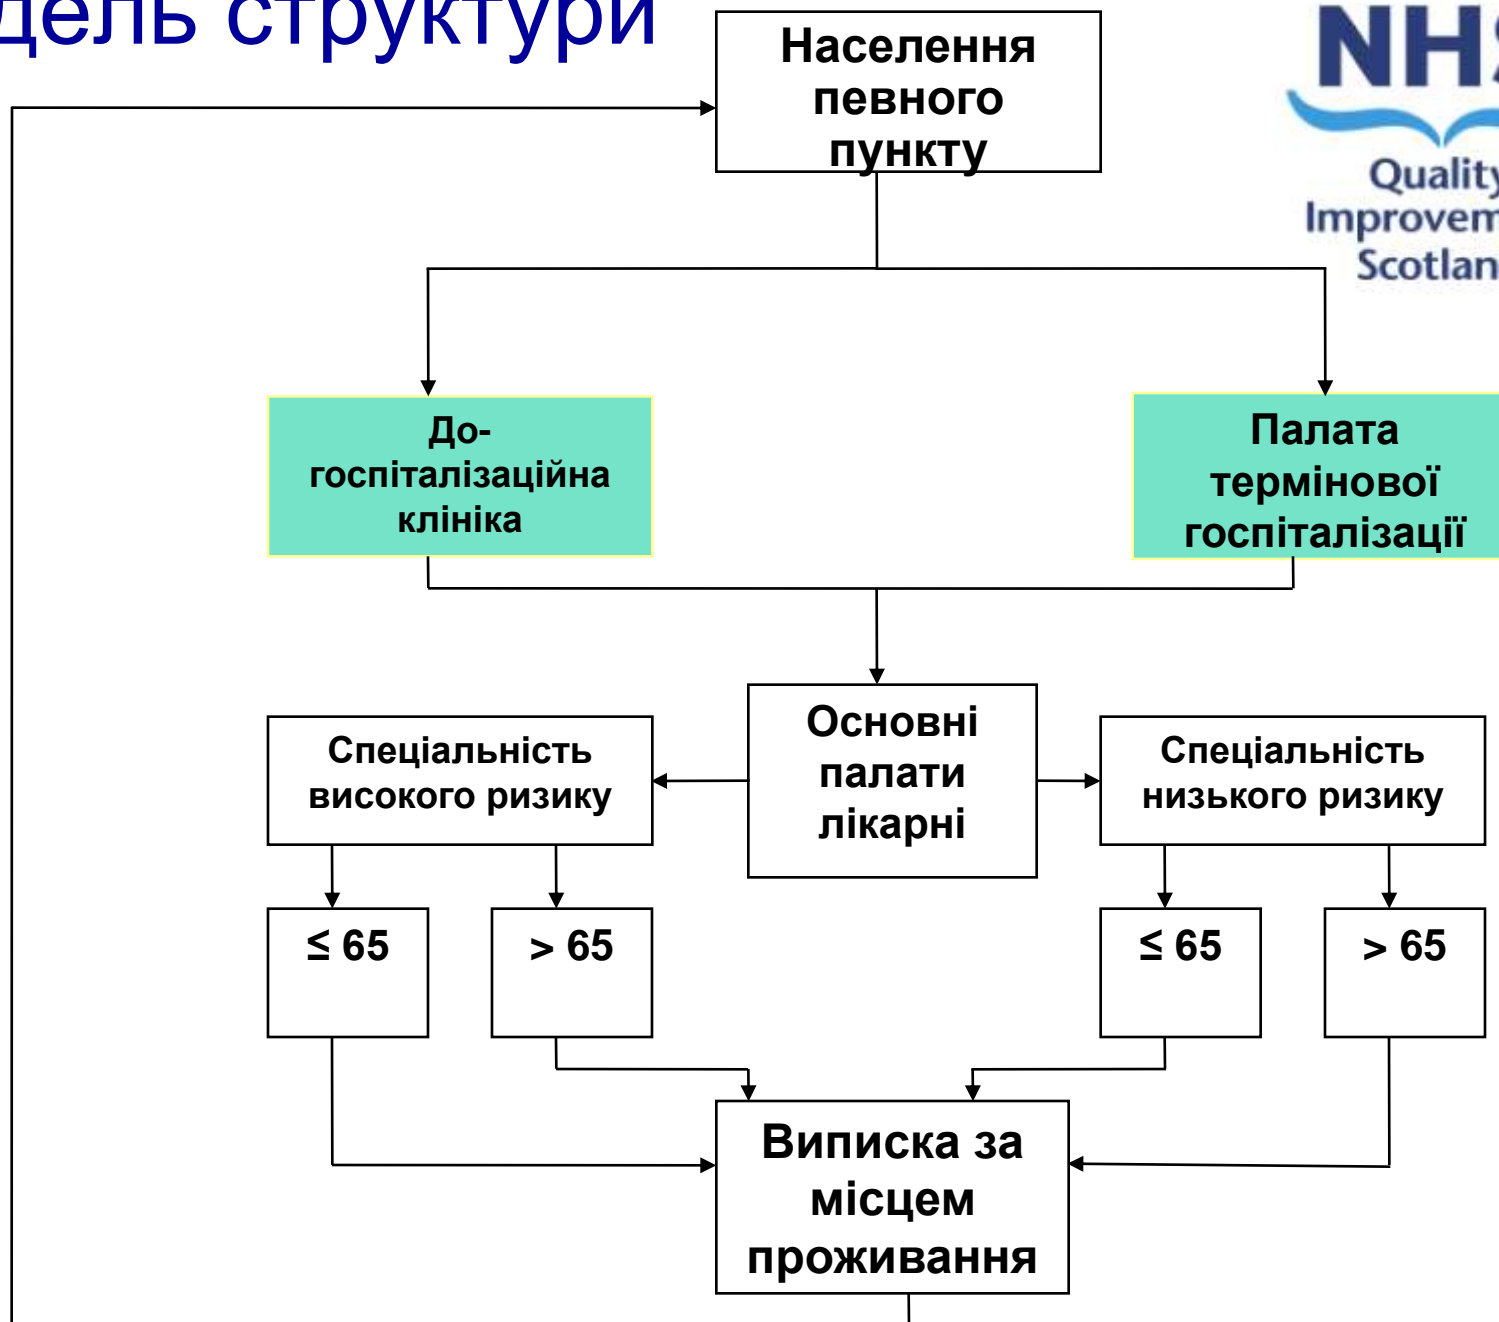 дель структури
Населення
певного
пункту
NHS
Quality
Improvem
Scotlan
До-
госпіталізаційна
клініка
Палата
термінової
госпіталізації
Спеціальність
високого ризику
Основні
палати
лікарні
Спеціальність
низького ризику
≤ 65
> 65
≤ 65
> 65
Виписка за
місцем
проживання